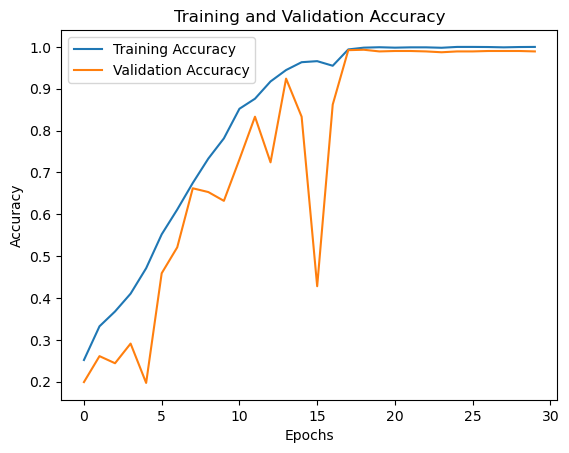 Training and Validation Accuracy
Training Accuracy
Validation Accuracy
1.0
0.9
0.8
0.7
0.6
0.5
0.4
0.3
0.2
Accuracy
0 5 10 15 20 25 30
Epochs